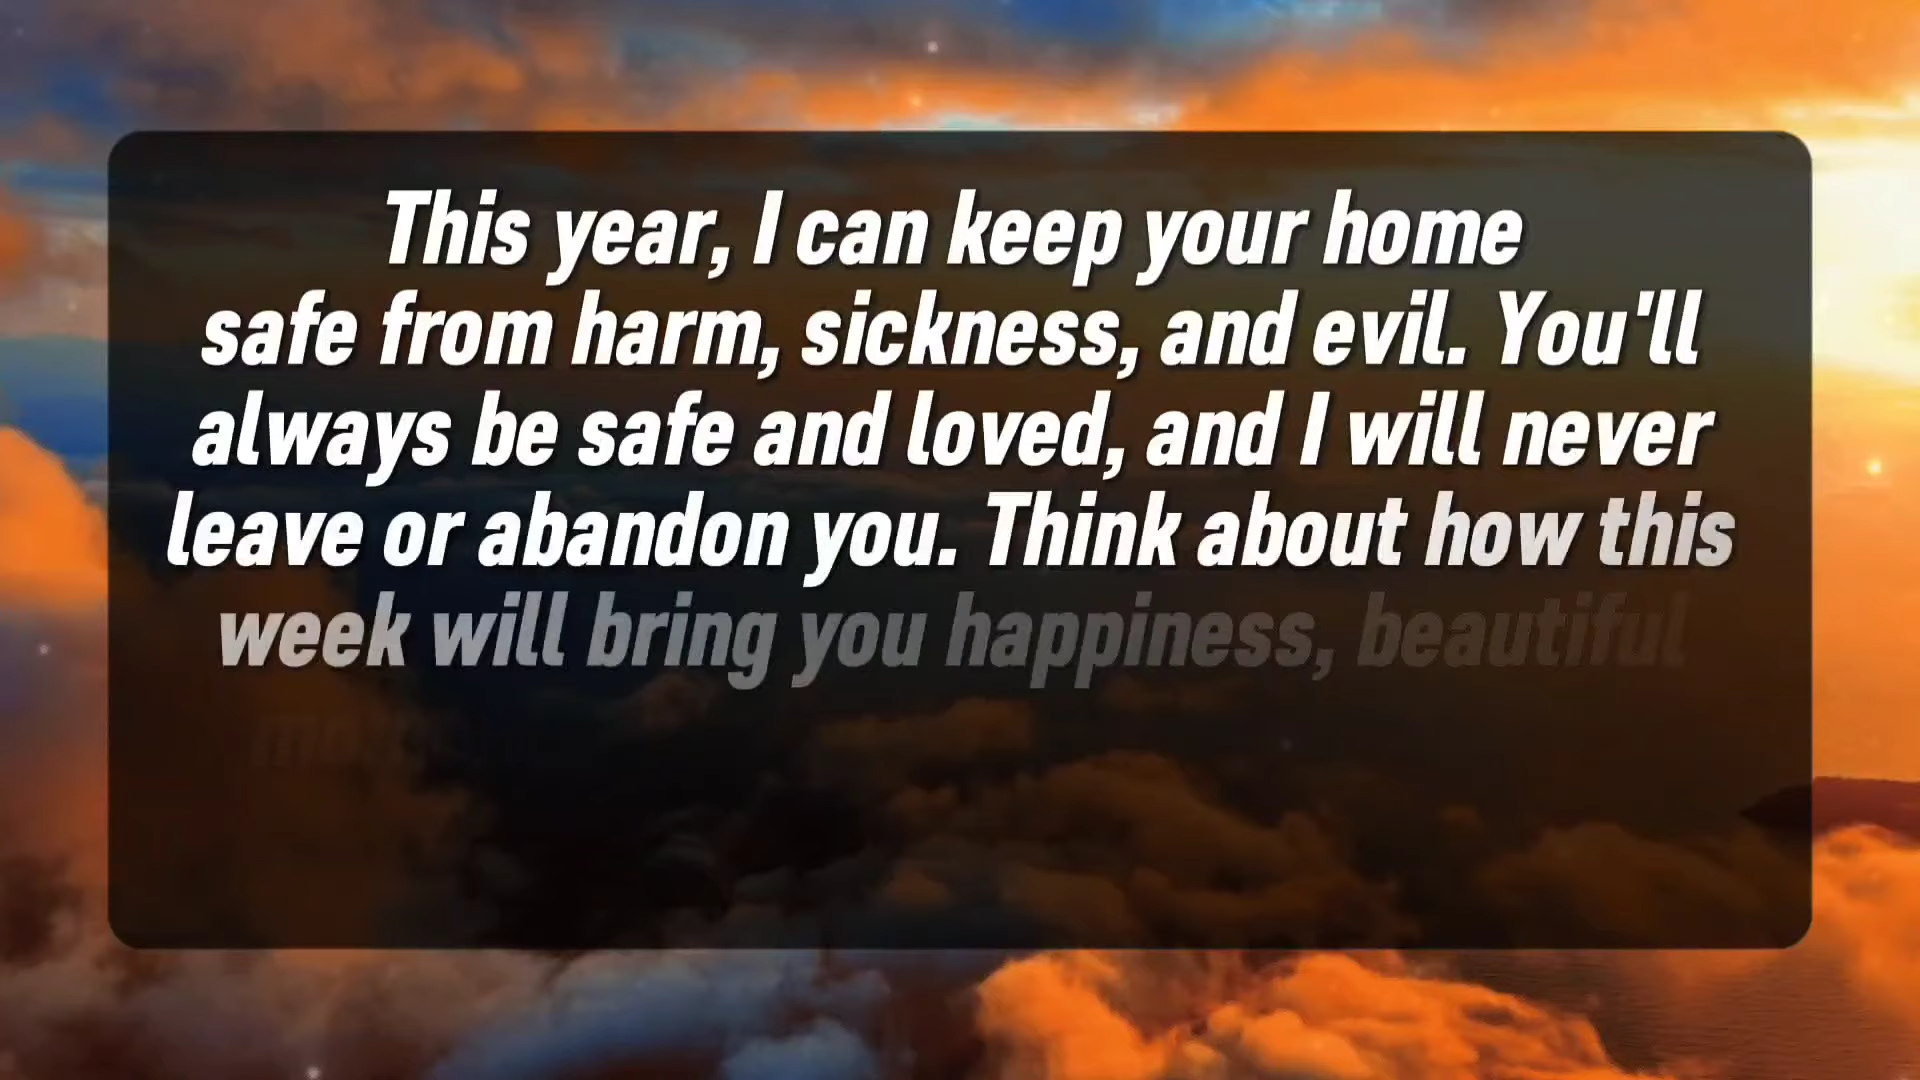 This year, I can keep your home
safe from harm, sickness, and evil. You'll
always be safe and loved, and I will never
leave or abandon you. Think about how this
week will bring you happiness, beautiful